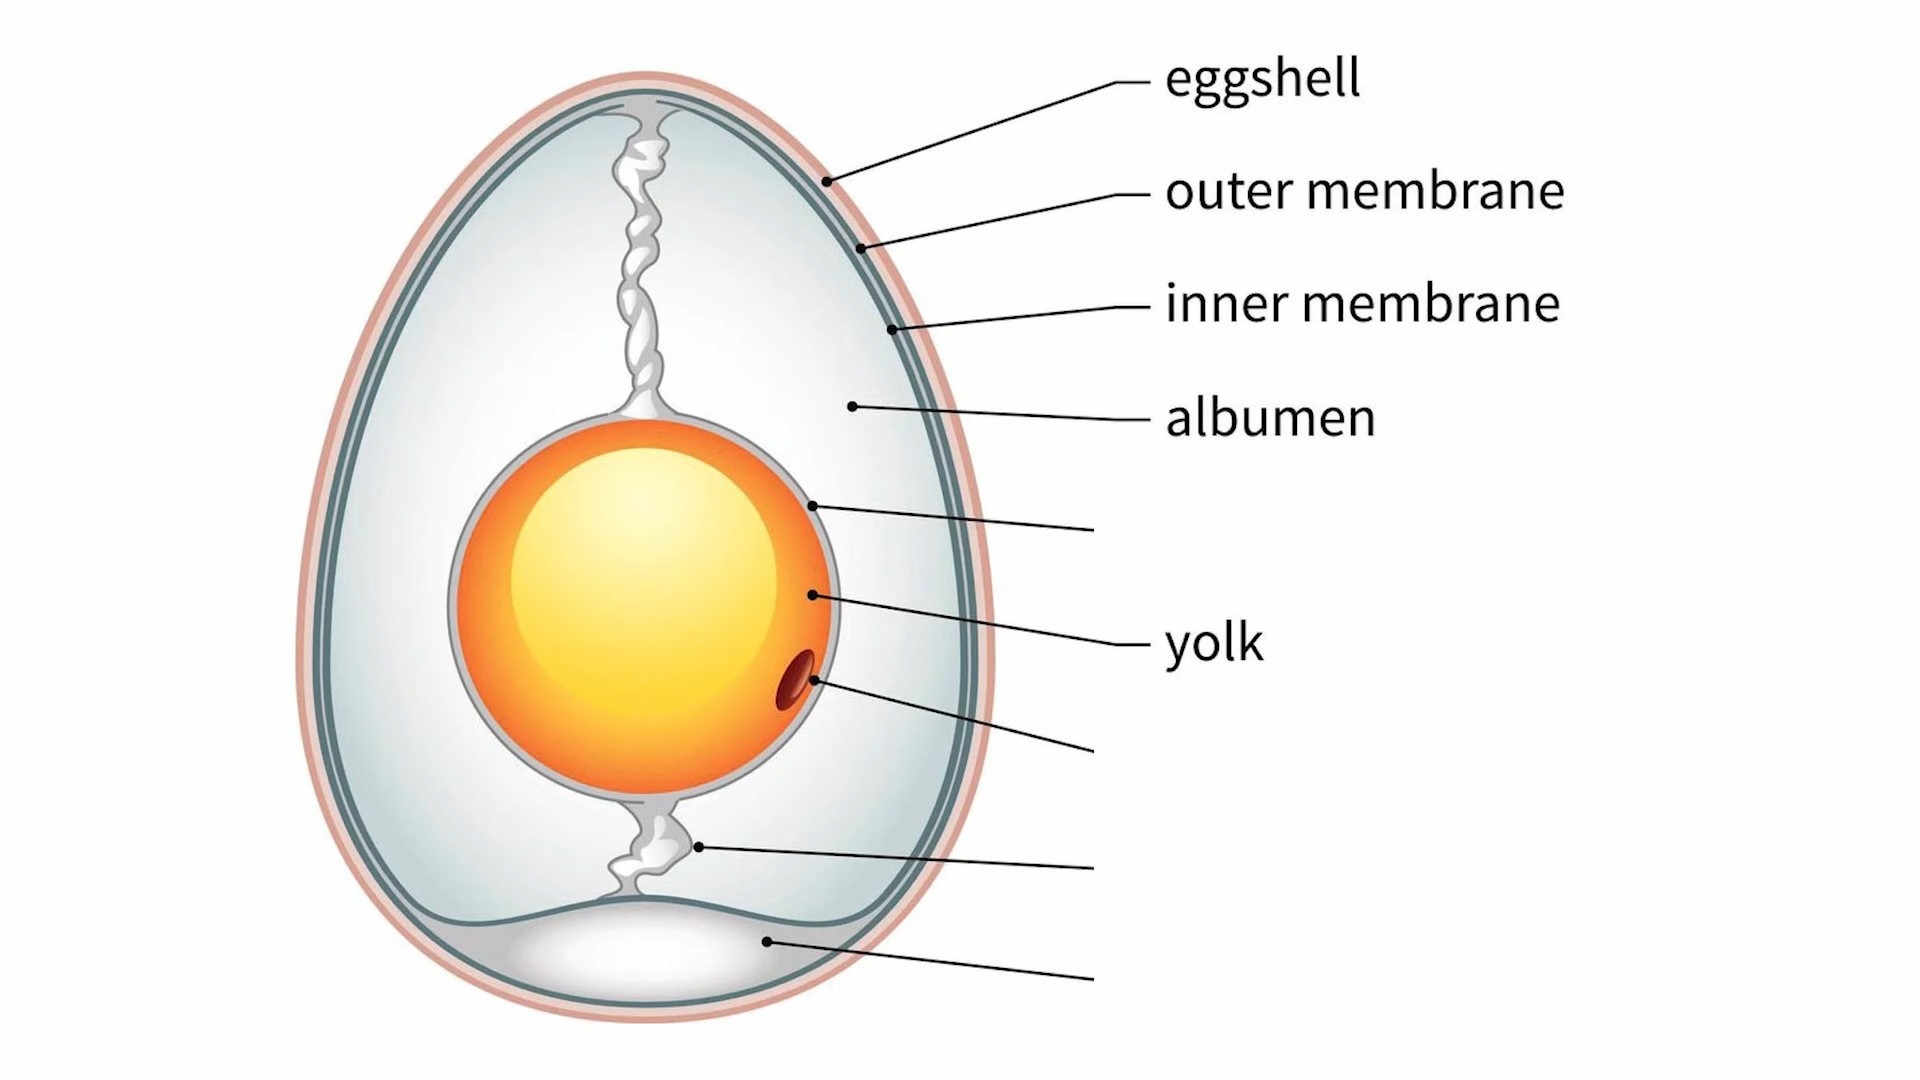 eggshell
outer membrane
inner membrane
albumen
yolk